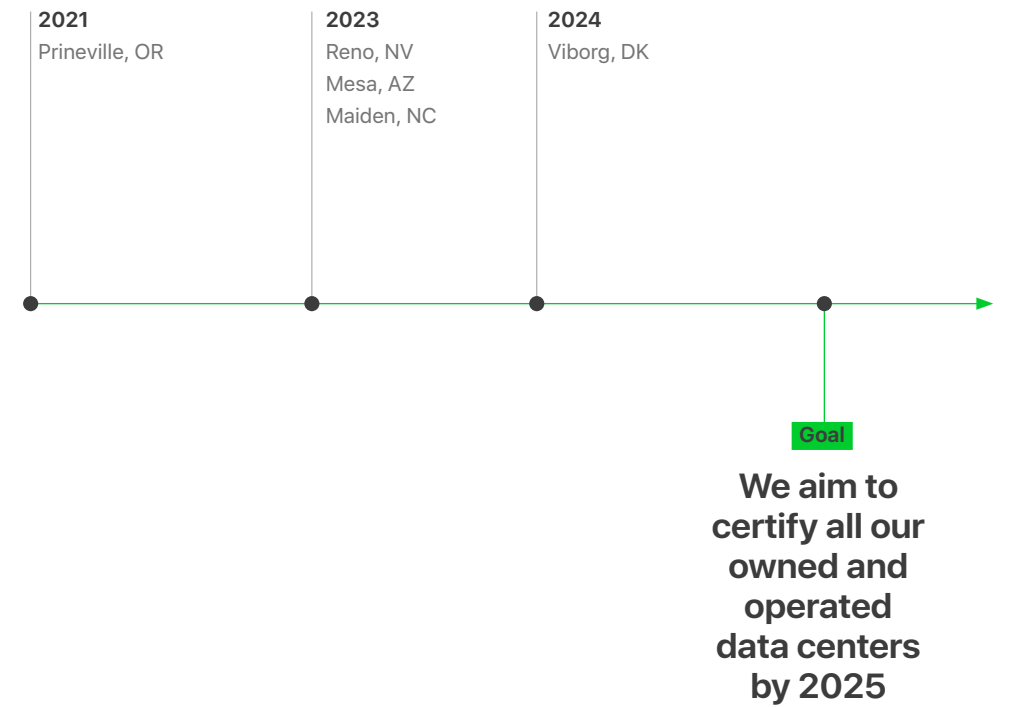 2021
Prineville, OR
2023
Reno, NV
Mesa, AZ
Maiden, NC
2024
Viborg, DK
Goal
We aim to
certify all our
owned and
operated
data centers
by 2025